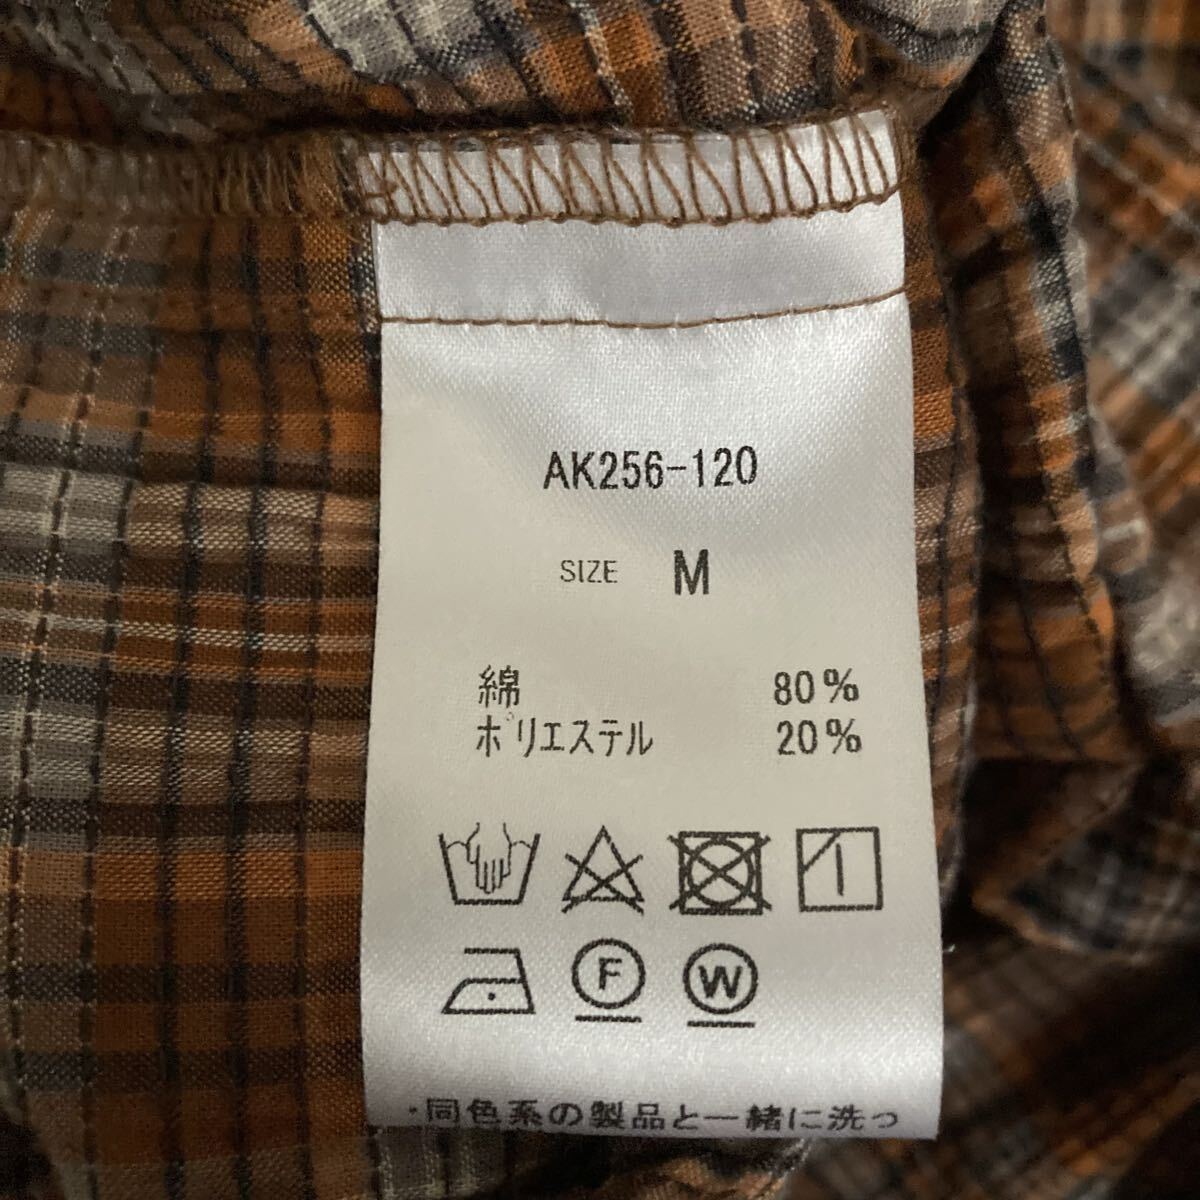 AK256-120
SIZE M
綿 80%
ポリエステル 20%
F W
・同色系の製品と一緒に洗っ